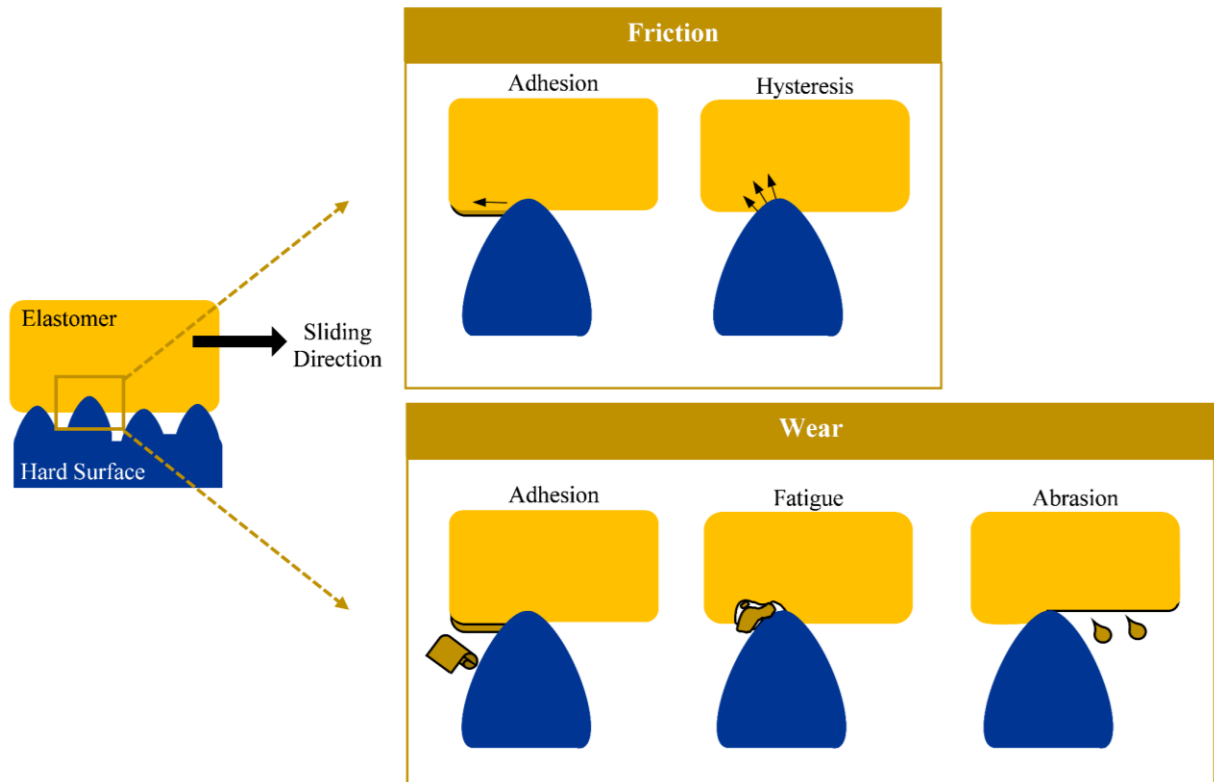 Friction
Adhesion
Hysteresis
Elastomer
Sliding
Direction
Hard Surface
Wear
Adhesion
Fatigue
Abrasion